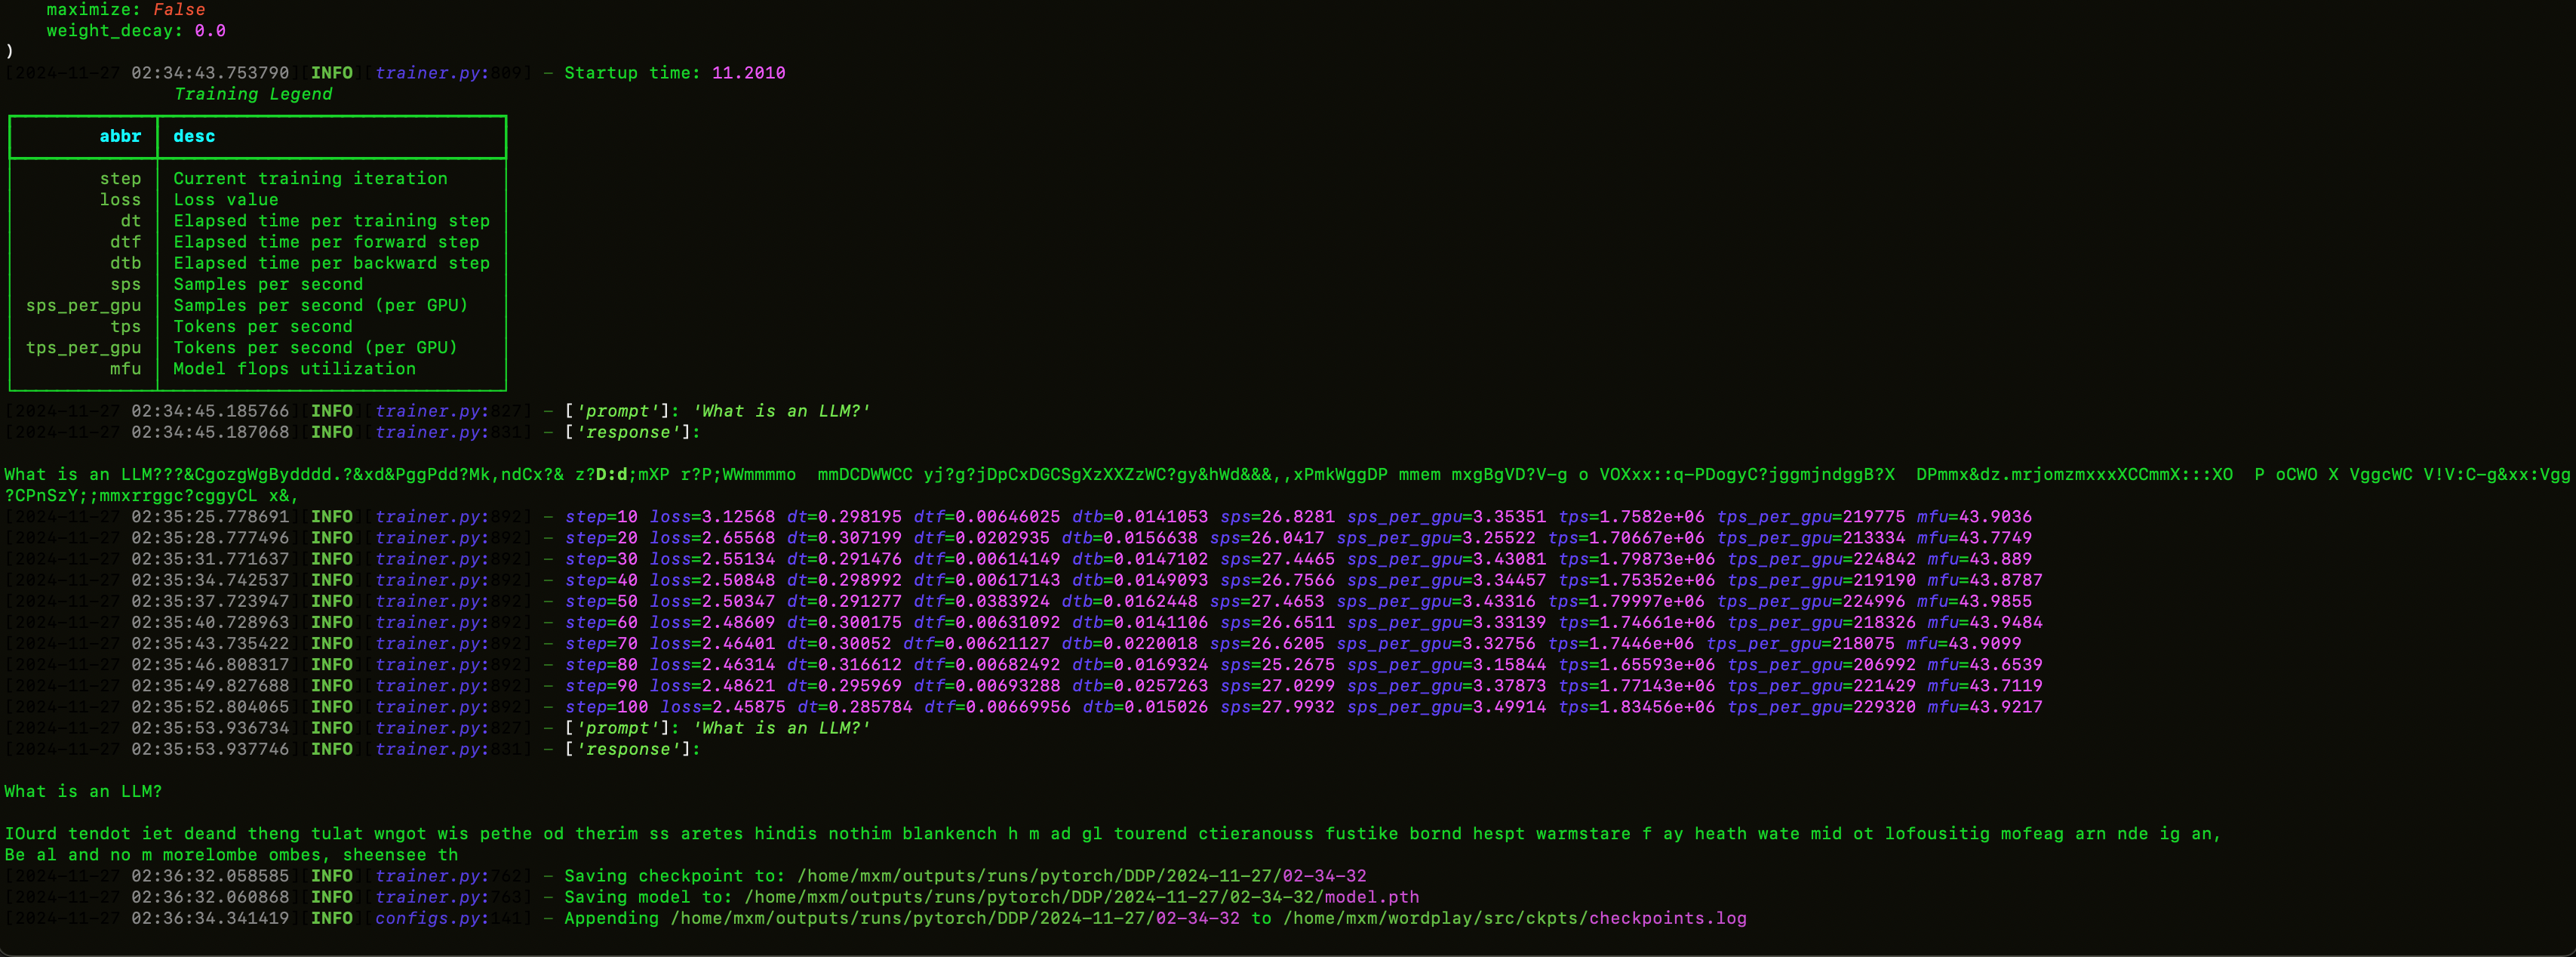 maximize: False
weight_decay: 0.0
)
[2024-11-27 02:34:43.753790][INFO][trainer.py:809] - Startup time: 11.2010
Training Legend
abbr desc
step Current training iteration
loss Loss value
dt Elapsed time per training step
dtf Elapsed time per forward step
dtb Elapsed time per backward step
sps Samples per second
sps_per_gpu Samples per second (per GPU)
tps Tokens per second
tps_per_gpu Tokens per second (per GPU)
mfu Model flops utilization
[2024-11-27 02:34:45.185766][INFO][trainer.py:827] - ['prompt']: 'What is an LLM?'
[2024-11-27 02:34:45.187068][INFO][trainer.py:831] - ['response']:
What is an LLM???&CgozgWgBydddd.?&xd&PggPdd?Mk,ndCx?& z?D:d;mXP r?P;WWmmmmo  mmDCDWWCC yj?g?jDpCxDGCSgXzXXZzWC?gy&hWd&&&,,xPmkWggDP mmem mxgBgVD?V-g o VOXxx::q-PDogyC?jggmjndggB?X  DPmmx&dz.mrjomzmxxxXCCmmX:::XO  P oCWO X VggcWC V!V:C-g&xx:Vgg
?CPnSzY;;mmxrrggc?cggyCL x&,
[2024-11-27 02:35:25.778691][INFO][trainer.py:892] - step=10 loss=3.12568 dt=0.298195 dtf=0.00646025 dtb=0.0141053 sps=26.8281 sps_per_gpu=3.35351 tps=1.7582e+06 tps_per_gpu=219775 mfu=43.9036
[2024-11-27 02:35:28.777496][INFO][trainer.py:892] - step=20 loss=2.65568 dt=0.307199 dtf=0.0202935 dtb=0.0156638 sps=26.0417 sps_per_gpu=3.25522 tps=1.70667e+06 tps_per_gpu=213334 mfu=43.7749
[2024-11-27 02:35:31.771637][INFO][trainer.py:892] - step=30 loss=2.55134 dt=0.291476 dtf=0.00614149 dtb=0.0147102 sps=27.4465 sps_per_gpu=3.43081 tps=1.79873e+06 tps_per_gpu=224842 mfu=43.889
[2024-11-27 02:35:34.742537][INFO][trainer.py:892] - step=40 loss=2.50848 dt=0.298992 dtf=0.00617143 dtb=0.0149093 sps=26.7566 sps_per_gpu=3.34457 tps=1.75352e+06 tps_per_gpu=219190 mfu=43.8787
[2024-11-27 02:35:37.723947][INFO][trainer.py:892] - step=50 loss=2.50347 dt=0.291277 dtf=0.0383924 dtb=0.0162448 sps=27.4653 sps_per_gpu=3.43316 tps=1.79997e+06 tps_per_gpu=224996 mfu=43.9855
[2024-11-27 02:35:40.728963][INFO][trainer.py:892] - step=60 loss=2.48609 dt=0.300175 dtf=0.00631092 dtb=0.0141106 sps=26.6511 sps_per_gpu=3.33139 tps=1.74661e+06 tps_per_gpu=218326 mfu=43.9484
[2024-11-27 02:35:43.735422][INFO][trainer.py:892] - step=70 loss=2.46401 dt=0.30052 dtf=0.00621127 dtb=0.0220018 sps=26.6205 sps_per_gpu=3.32756 tps=1.7446e+06 tps_per_gpu=218075 mfu=43.9099
[2024-11-27 02:35:46.808317][INFO][trainer.py:892] - step=80 loss=2.46314 dt=0.316612 dtf=0.00682492 dtb=0.0169324 sps=25.2675 sps_per_gpu=3.15844 tps=1.65593e+06 tps_per_gpu=206992 mfu=43.6539
[2024-11-27 02:35:49.827688][INFO][trainer.py:892] - step=90 loss=2.48621 dt=0.295969 dtf=0.00693288 dtb=0.0257263 sps=27.0299 sps_per_gpu=3.37873 tps=1.77143e+06 tps_per_gpu=221429 mfu=43.7119
[2024-11-27 02:35:52.804065][INFO][trainer.py:892] - step=100 loss=2.45875 dt=0.285784 dtf=0.00669956 dtb=0.015026 sps=27.9932 sps_per_gpu=3.49914 tps=1.83456e+06 tps_per_gpu=229320 mfu=43.9217
[2024-11-27 02:35:53.936734][INFO][trainer.py:827] - ['prompt']: 'What is an LLM?'
[2024-11-27 02:35:53.937746][INFO][trainer.py:831] - ['response']:
What is an LLM?
IOurd tendot iet deand theng tulat wngot wis pethe od therim ss aretes hindis nothim blankench h m ad gl tourend ctieranouss fustike bornd hespt warmstare f ay heath wate mid ot lofousitig mofeag arn nde ig an,
Be al and no m morelombe ombes, sheensee th
[2024-11-27 02:36:32.058585][INFO][trainer.py:762] - Saving checkpoint to: /home/mxm/outputs/runs/pytorch/DDP/2024-11-27/02-34-32
[2024-11-27 02:36:32.060868][INFO][trainer.py:763] - Saving model to: /home/mxm/outputs/runs/pytorch/DDP/2024-11-27/02-34-32/model.pth
[2024-11-27 02:36:34.341419][INFO][configs.py:141] - Appending /home/mxm/outputs/runs/pytorch/DDP/2024-11-27/02-34-32 to /home/mxm/wordplay/src/ckpts/checkpoints.log